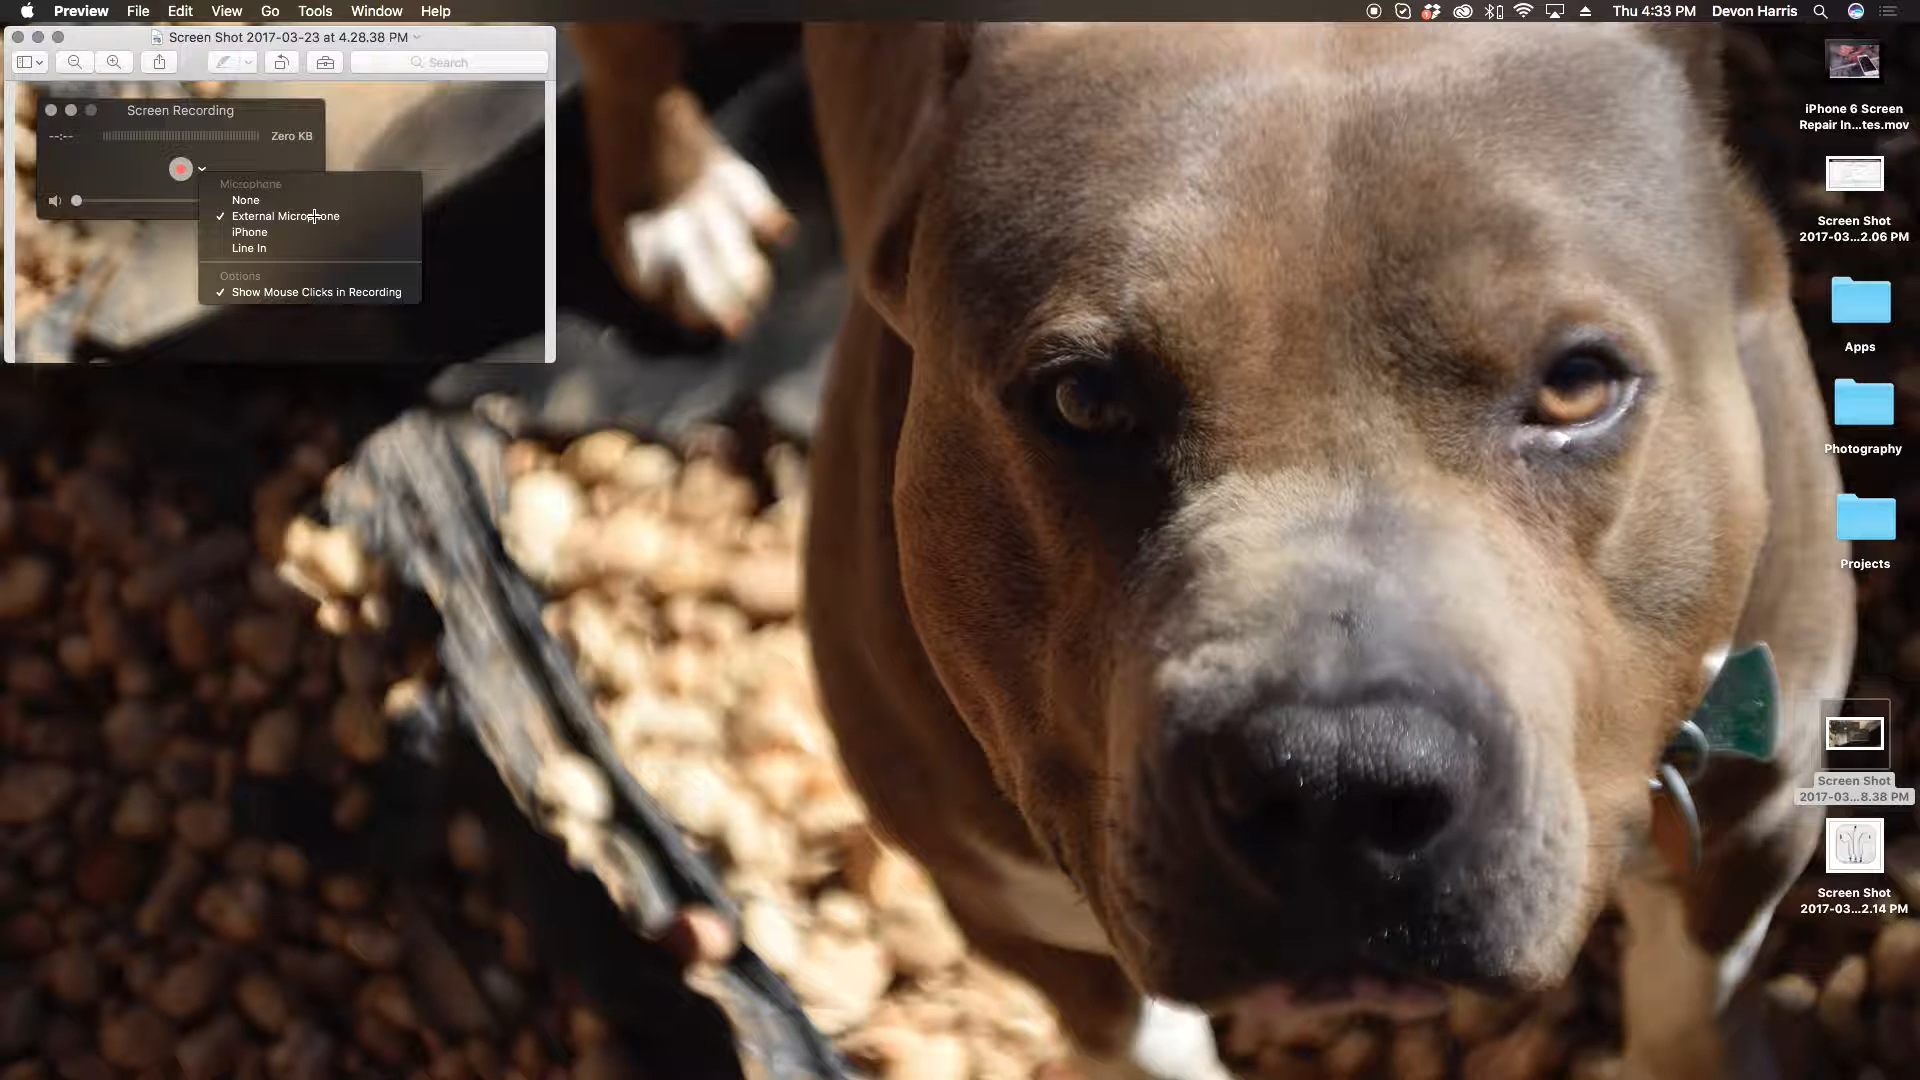 Preview File Edit View Go Tools Window Help
Thu 4:33 PM Devon Harris
Screen Shot 2017-03-23 at 4.28.38 PM
Search
Screen Recording
--:-- Zero KB
Microphone
None
✓ External Microphone
iPhone
Line In
Options
✓ Show Mouse Clicks in Recording
iPhone 6 Screen
Repair In...tes.mov
Screen Shot
2017-03...2.06 PM
Apps
Photography
Projects
Screen Shot
2017-03...8.38 PM
Screen Shot
2017-03...2.14 PM